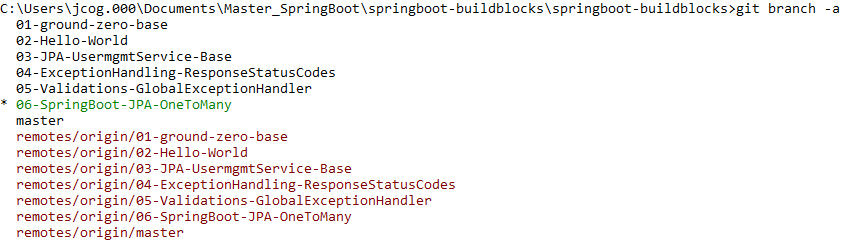 C:\Users\jcog.000\Documents\Master_SpringBoot\springboot-buildblocks\springboot-buildblocks>git branch -a
  01-ground-zero-base
  02-Hello-World
  03-JPA-UsermgmtService-Base
  04-ExceptionHandling-ResponseStatusCodes
  05-Validations-GlobalExceptionHandler
* 06-SpringBoot-JPA-OneToMany
  master
  remotes/origin/01-ground-zero-base
  remotes/origin/02-Hello-World
  remotes/origin/03-JPA-UsermgmtService-Base
  remotes/origin/04-ExceptionHandling-ResponseStatusCodes
  remotes/origin/05-Validations-GlobalExceptionHandler
  remotes/origin/06-SpringBoot-JPA-OneToMany
  remotes/origin/master